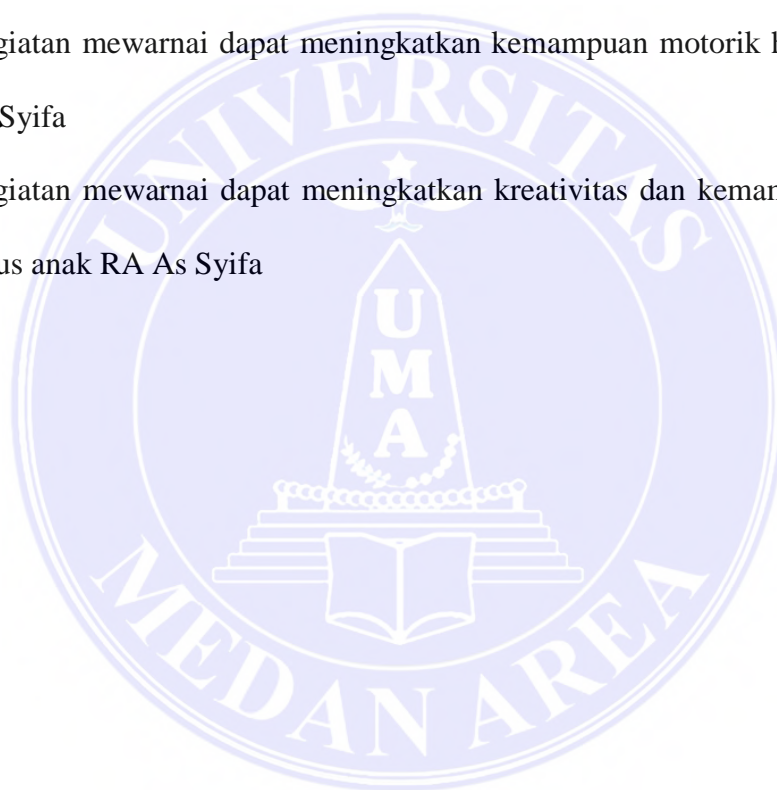 giatan mewarnai dapat meningkatkan kemampuan motorik
Syifa
giatan mewarnai dapat meningkatkan kreativitas dan
us anak RA As Syifa
UNIVERSITAS
UMA
MEDAN AREA